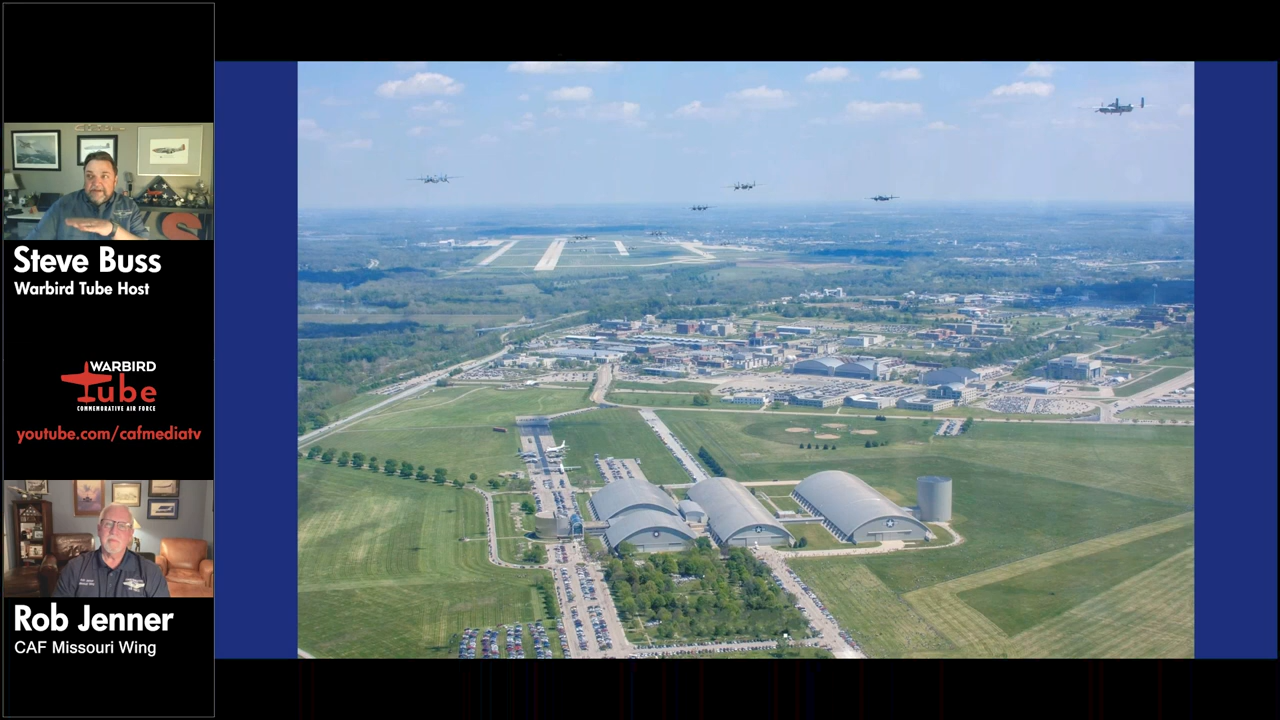 Steve Buss
Warbird Tube Host
WARBIRD
Tube
COMMEMORATIVE AIR FORCE
youtube.com/cafmediatv
Rob Jenner
CAF Missouri Wing